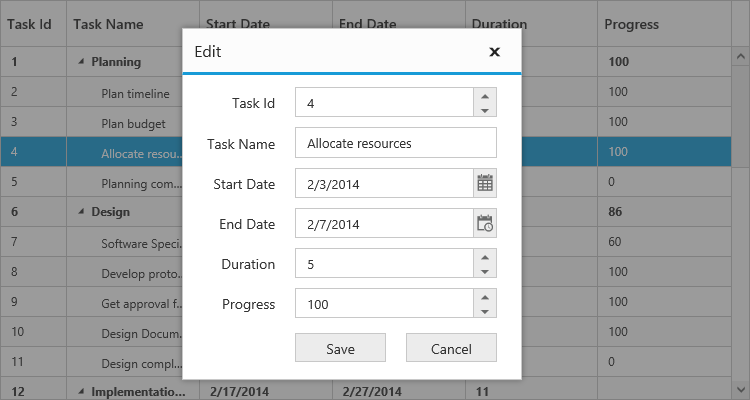 Task Id Task Name Start Date End Date Duration Progress
1 Planning 100
2 Plan timeline 100
3 Plan budget 100
4 Allocate resou... 100
5 Planning com... 0
6 Design 86
7 Software Speci... 60
8 Develop proto... 100
9 Get approval f... 100
10 Design Docum... 100
11 Design compl... 0
12 Implementatio... 2/17/2014 2/27/2014 11
Edit
Task Id 4
Task Name Allocate resources
Start Date 2/3/2014
End Date 2/7/2014
Duration 5
Progress 100
Save Cancel